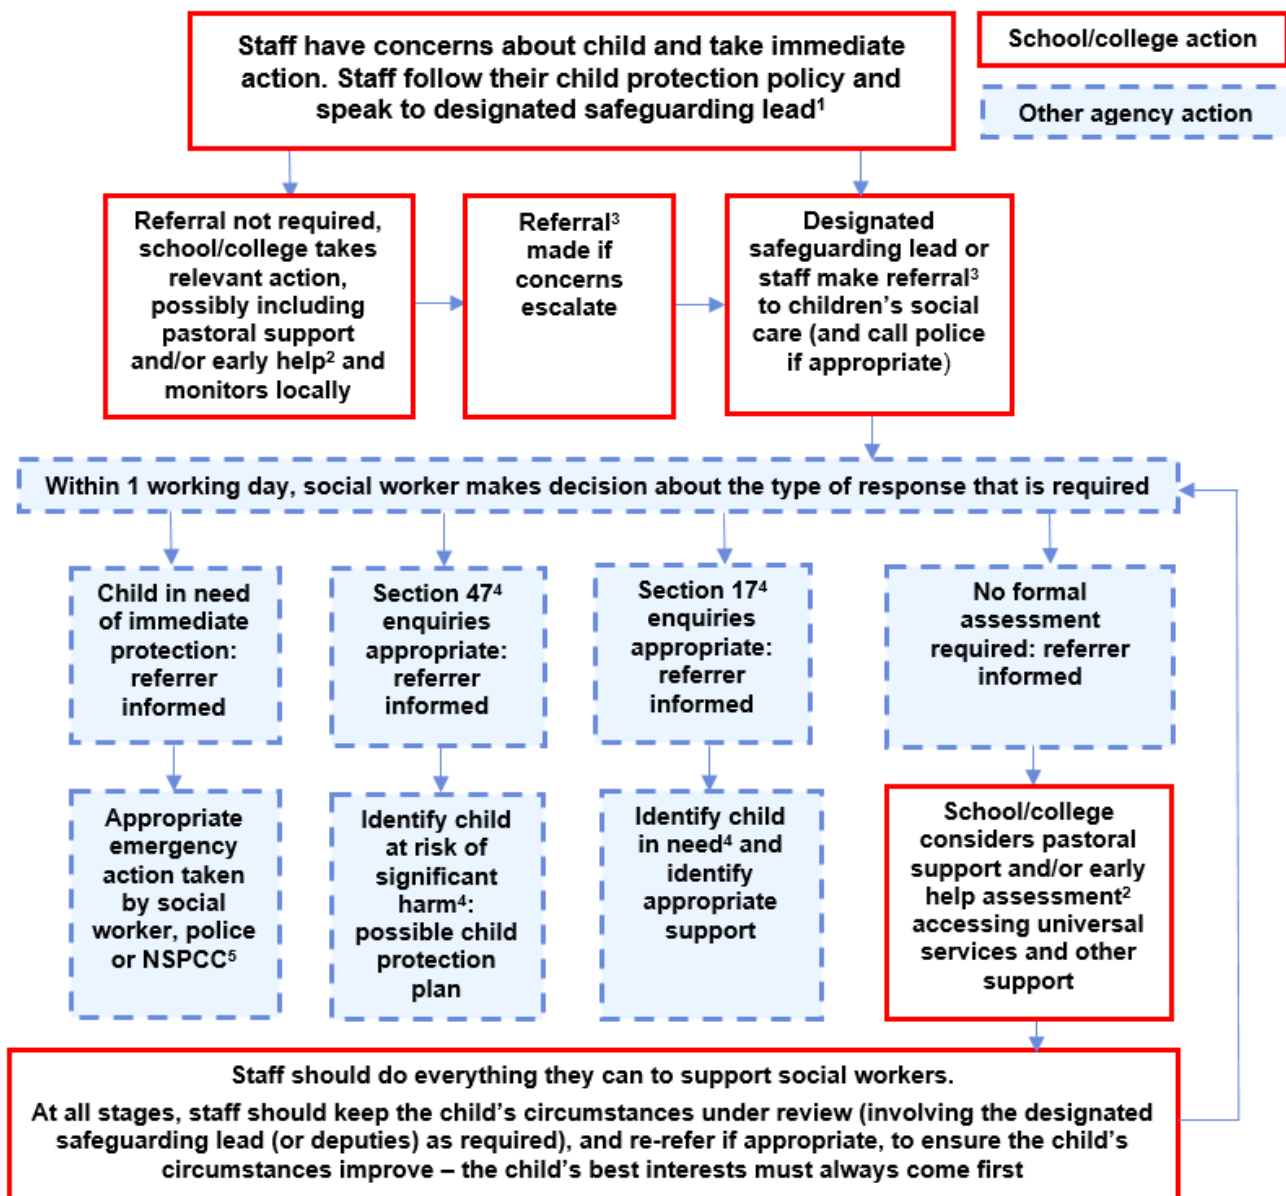 Staff have concerns about child and take immediate
action. Staff follow their child protection policy and
speak to designated safeguarding lead¹
School/college action
Other agency action
Referral not required,
school/college takes
relevant action,
possibly including
pastoral support
and/or early help² and
monitors locally
Referral³
made if
concerns
escalate
Designated
safeguarding lead or
staff make referral³
to children’s social
care (and call police
if appropriate)
Within 1 working day, social worker makes decision about the type of response that is required
Child in need
of immediate
protection:
referrer
informed
Section 47⁴
enquiries
appropriate:
referrer
informed
Section 17⁴
enquiries
appropriate:
referrer
informed
No formal
assessment
required: referrer
informed
Appropriate
emergency
action taken
by social
worker, police
or NSPCC⁵
Identify child
at risk of
significant
harm⁴:
possible child
protection
plan
Identify child
in need⁴ and
identify
appropriate
support
School/college
considers pastoral
support and/or early
help assessment²
accessing universal
services and other
support
Staff should do everything they can to support social workers.
At all stages, staff should keep the child’s circumstances under review (involving the designated
safeguarding lead (or deputies) as required), and re-refer if appropriate, to ensure the child’s
circumstances improve – the child’s best interests must always come first